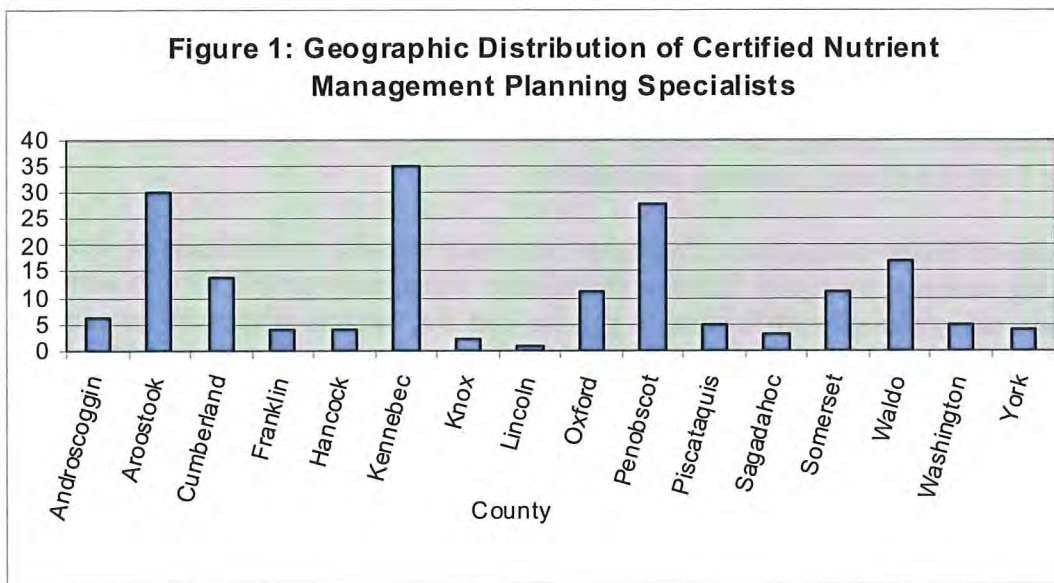 Figure 1: Geographic Distribution of Certified Nutrient
Management Planning Specialists
40
35
30
25
20
15
10
5
0
Androscoggin
Aroostook
Cumberland
Franklin
Hancock
Kennebec
Knox
Lincoln
Oxford
Penobscot
Piscataquis
Sagadahoc
Somerset
Waldo
Washington
York
County